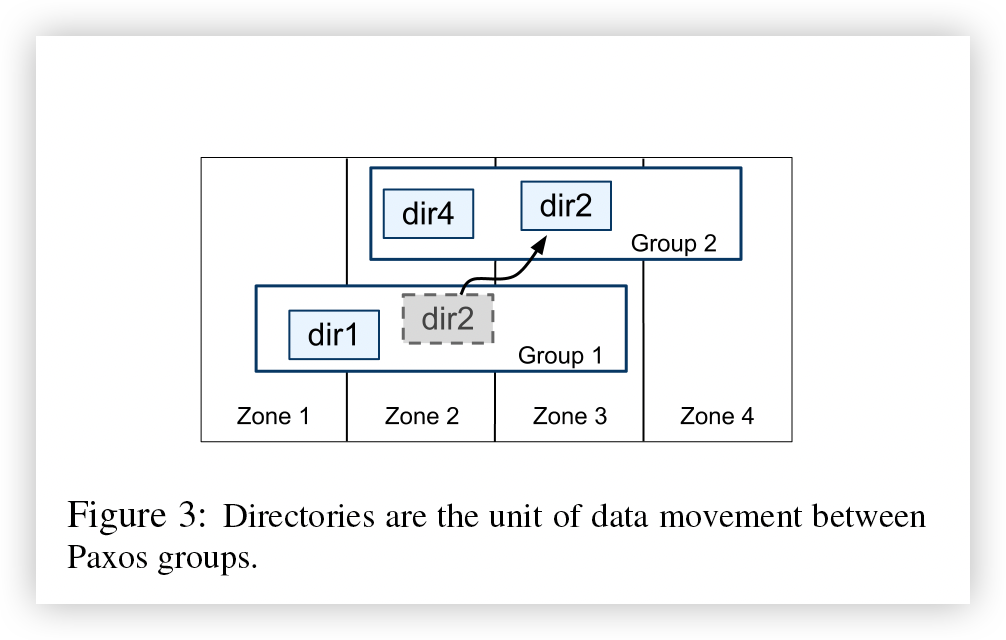 dir4
dir2
Group 2
dir2
dir1
Group 1
Zone 1
Zone 2
Zone 3
Zone 4
Figure 3: Directories are the unit of data movement between
Paxos groups.